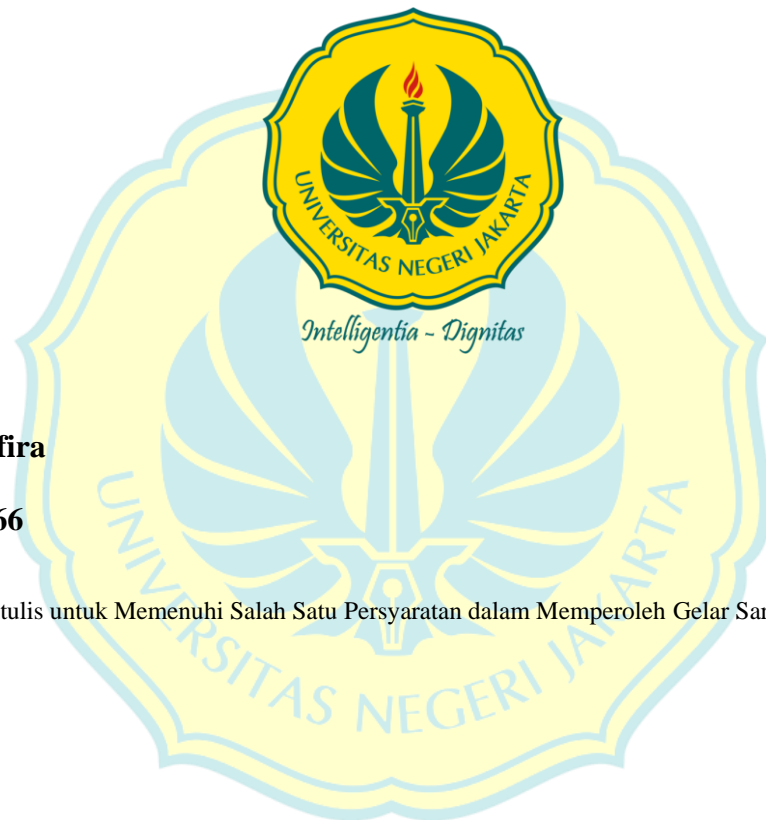 UNIVERSITAS NEGERI JAKARTA
Intelligentia - Dignitas
fira
66
tulis untuk Memenuhi Salah Satu Persyaratan dalam Memperoleh Gelar Sar
UNIVERSITAS NEGERI JAKARTA